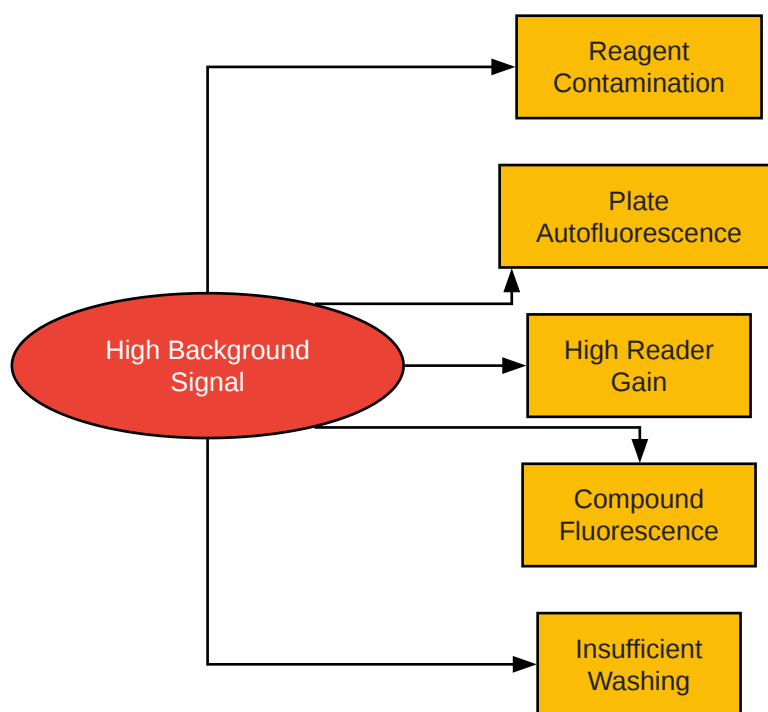 Reagent
Contamination
Plate
Autofluorescence
High Background
Signal
High Reader
Gain
Compound
Fluorescence
Insufficient
Washing